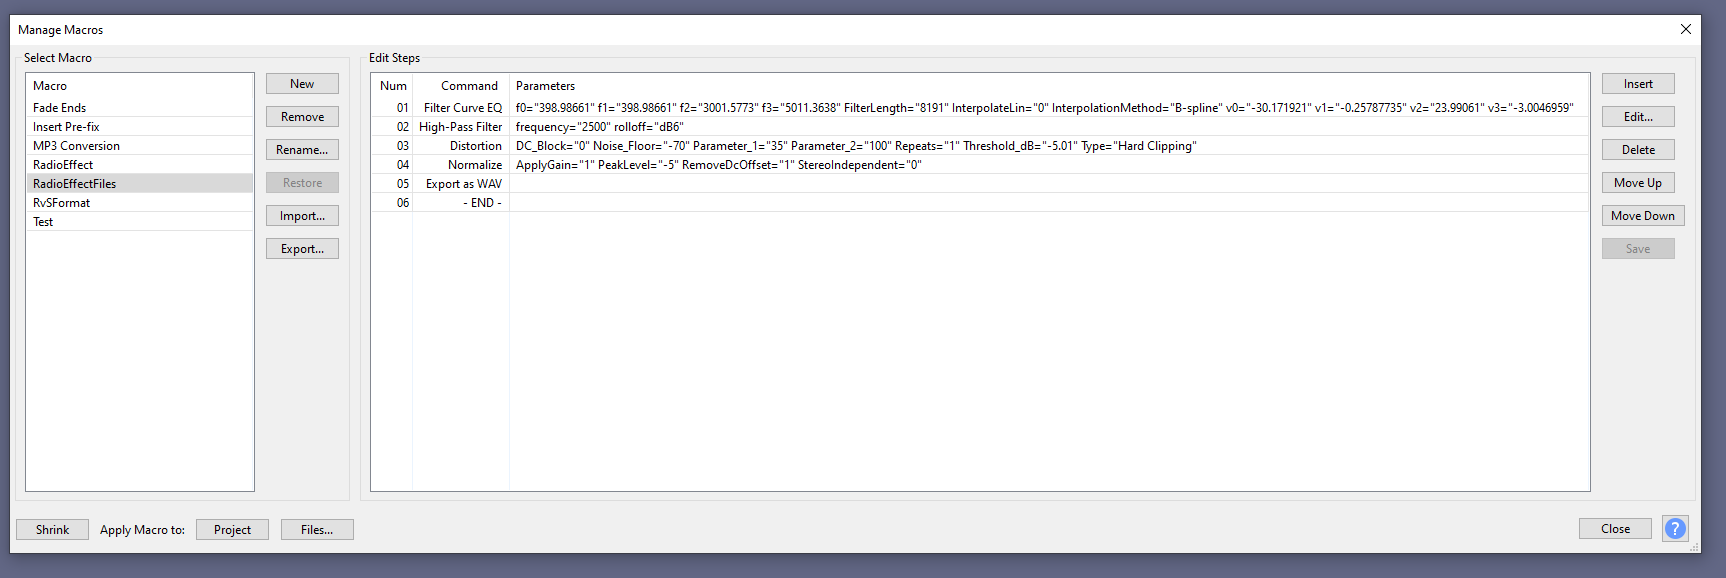 Manage Macros
Select Macro
Macro
Fade Ends
Insert Pre-fix
MP3 Conversion
RadioEffect
RadioEffectFiles
RvSFormat
Test
New
Remove
Rename...
Restore
Import...
Export...
Edit Steps
Num Command Parameters
01 Filter Curve EQ f0="398.98661" f1="398.98661" f2="3001.5773" f3="5011.3638" FilterLength="8191" InterpolateLin="0" InterpolationMethod="B-spline" v0="-30.171921" v1="-0.25787735" v2="23.99061" v3="-3.0046959"
02 High-Pass Filter frequency="2500" rolloff="dB6"
03 Distortion DC_Block="0" Noise_Floor="-70" Parameter_1="35" Parameter_2="100" Repeats="1" Threshold_dB="-5.01" Type="Hard Clipping"
04 Normalize ApplyGain="1" PeakLevel="-5" RemoveDcOffset="1" StereoIndependent="0"
05 Export as WAV
06 - END -
Insert
Edit...
Delete
Move Up
Move Down
Save
Shrink Apply Macro to: Project Files...
Close ?